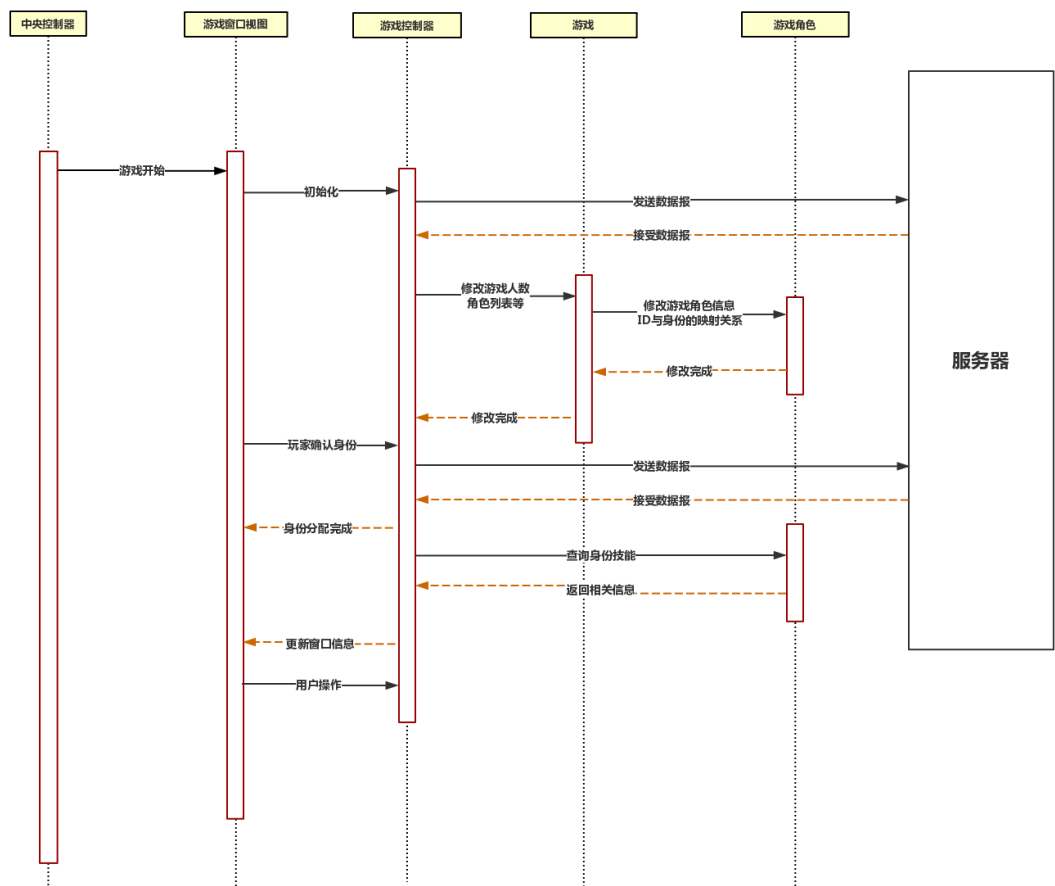 中央控制器
游戏窗口视图
游戏控制器
游戏
游戏角色
游戏开始
初始化
发送数据报
接受数据报
修改游戏人数
角色列表等
修改游戏角色信息
ID与身份的映射关系
服务器
修改完成
修改完成
玩家确认身份
发送数据报
接受数据报
身份分配完成
查询身份技能
返回相关信息
更新窗口信息
用户操作